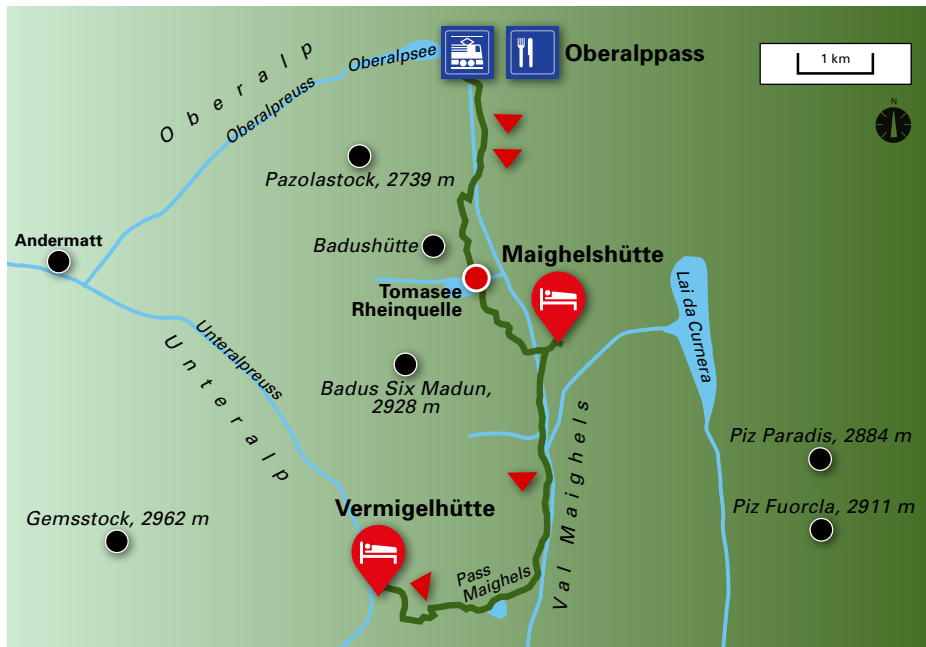 Oberalp
Oberalpsee
Oberalppass
1 km
N
Oberalpreuss
Pazolastock, 2739 m
Andermatt
Badushütte
Maighelshütte
Tomasee
Rheinquelle
Lai da Curnera
Unteralpreuss
Unteralp
Badus Six Madun,
2928 m
Val Maighels
Piz Paradis, 2884 m
Vermigelhütte
Piz Fuorcla, 2911 m
Gemsstock, 2962 m
Pass
Maighels